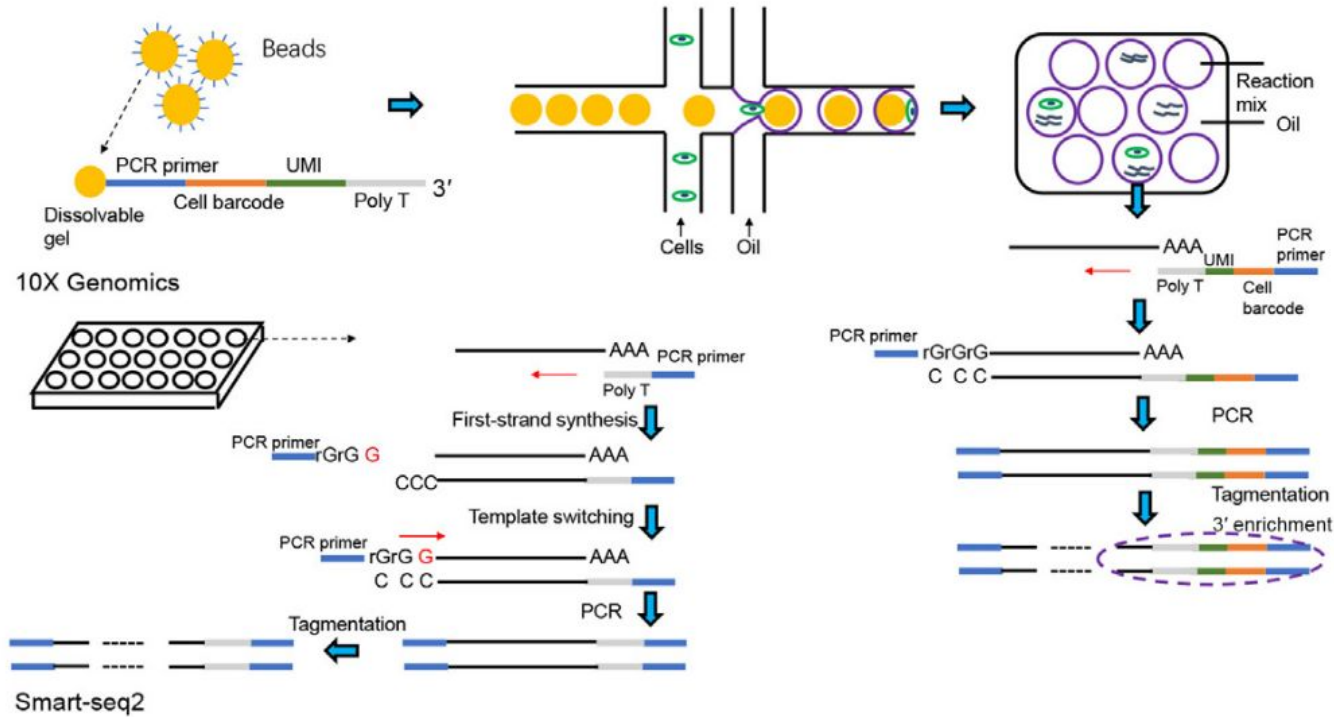 Beads
PCR primer
UMI
3′
Cell barcode
Poly T
Dissolvable
gel
10X Genomics
Cells
Oil
Reaction
mix
Oil
AAA
PCR
primer
UMI
Poly T
Cell
barcode
PCR primer
rGrGrG
AAA
C C C
PCR
Tagmentation
3′ enrichment
AAA
PCR primer
Poly T
First-strand synthesis
PCR primer
rGrG G
AAA
CCC
Template switching
PCR primer
rGrG G
AAA
C C C
PCR
Tagmentation
Smart-seq2